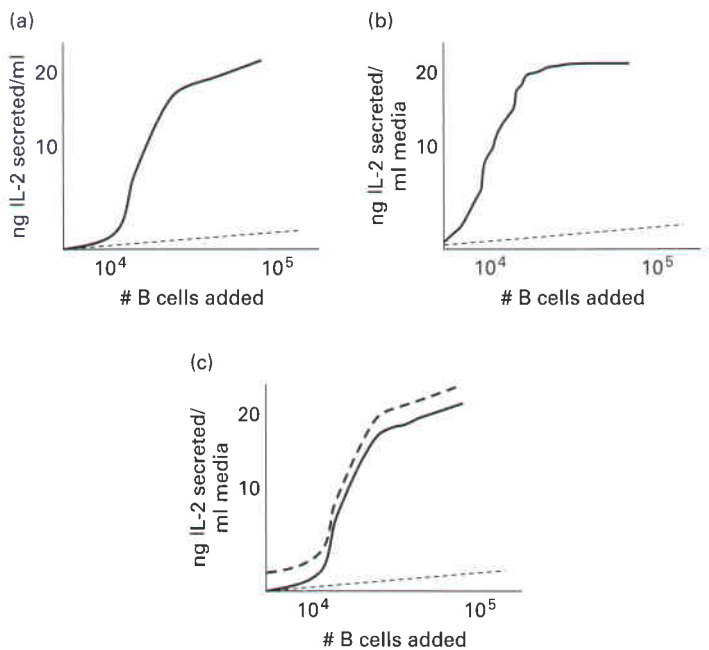 (a)
ng IL-2 secreted/ml
20
10
10⁴
10⁵
# B cells added
(b)
ng IL-2 secreted/
ml media
20
10
10⁴
10⁵
# B cells added
(c)
ng IL-2 secreted/
ml media
20
10
10⁴
10⁵
# B cells added